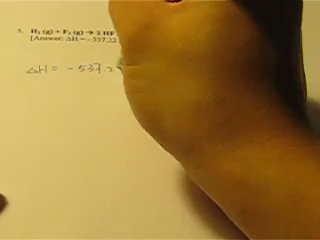 5. H₂ (g) + F₂ (g) → 2 HF
[Answer: ΔH = - 537.22
ΔH = - 537.2